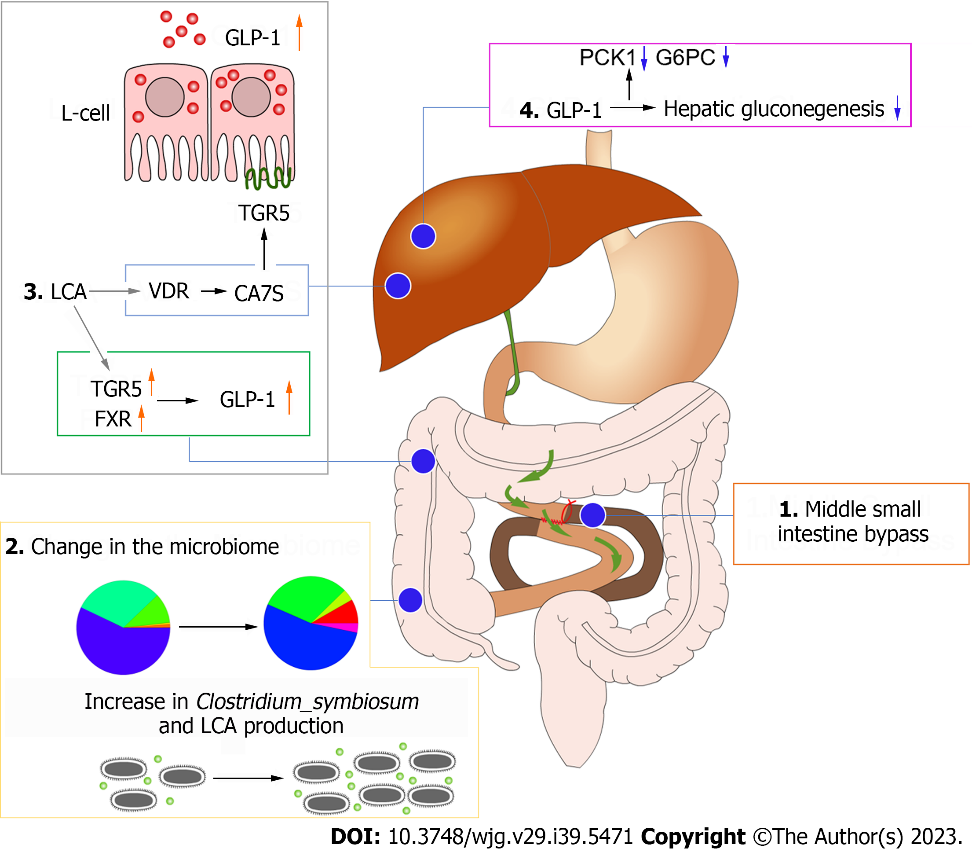 GLP-1
L-cell
TGR5
3. LCA
VDR
CA7S
TGR5
FXR
GLP-1
PCK1 G6PC
4. GLP-1
Hepatic gluconegenesis
1. Middle small
intestine bypass
2. Change in the microbiome
Increase in Clostridium_symbiosum
and LCA production
DOI: 10.3748/wjg.v29.i39.5471 Copyright ©The Author(s) 2023.